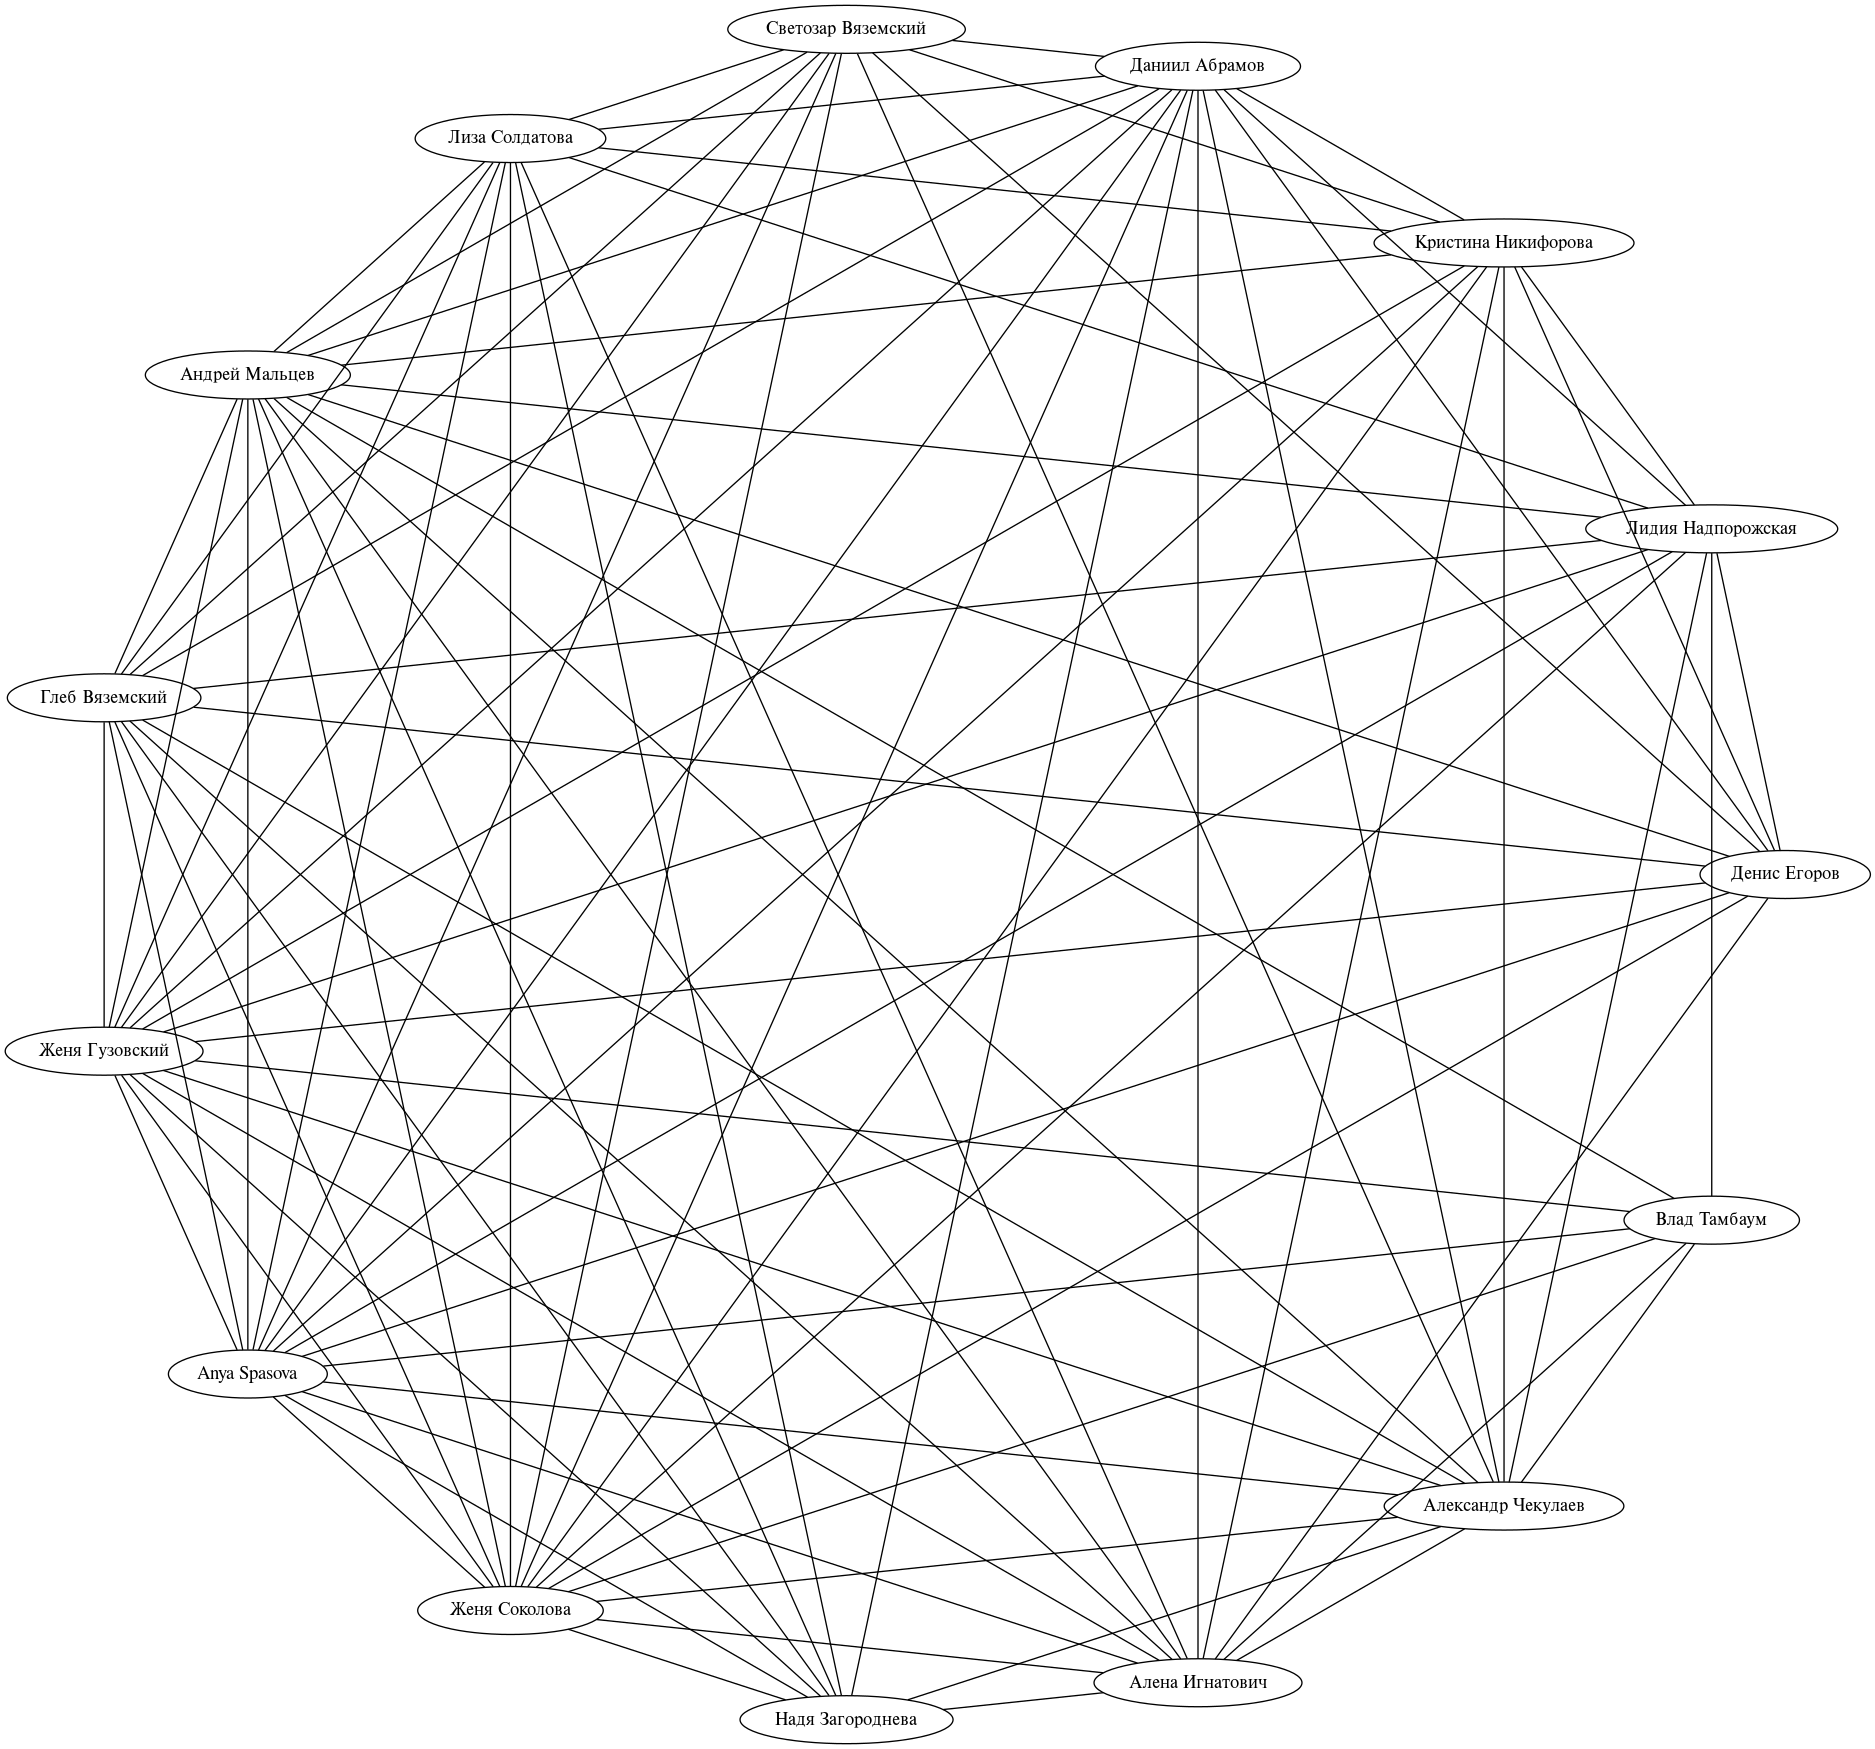 Светозар Вяземский
Даниил Абрамов
Лиза Солдатова
Кристина Никифорова
Андрей Мальцев
Лидия Надпорожская
Глеб Вяземский
Денис Егоров
Женя Гузовский
Влад Тамбаум
Anya Spasova
Александр Чекулаев
Женя Соколова
Алена Игнатович
Надя Загороднева